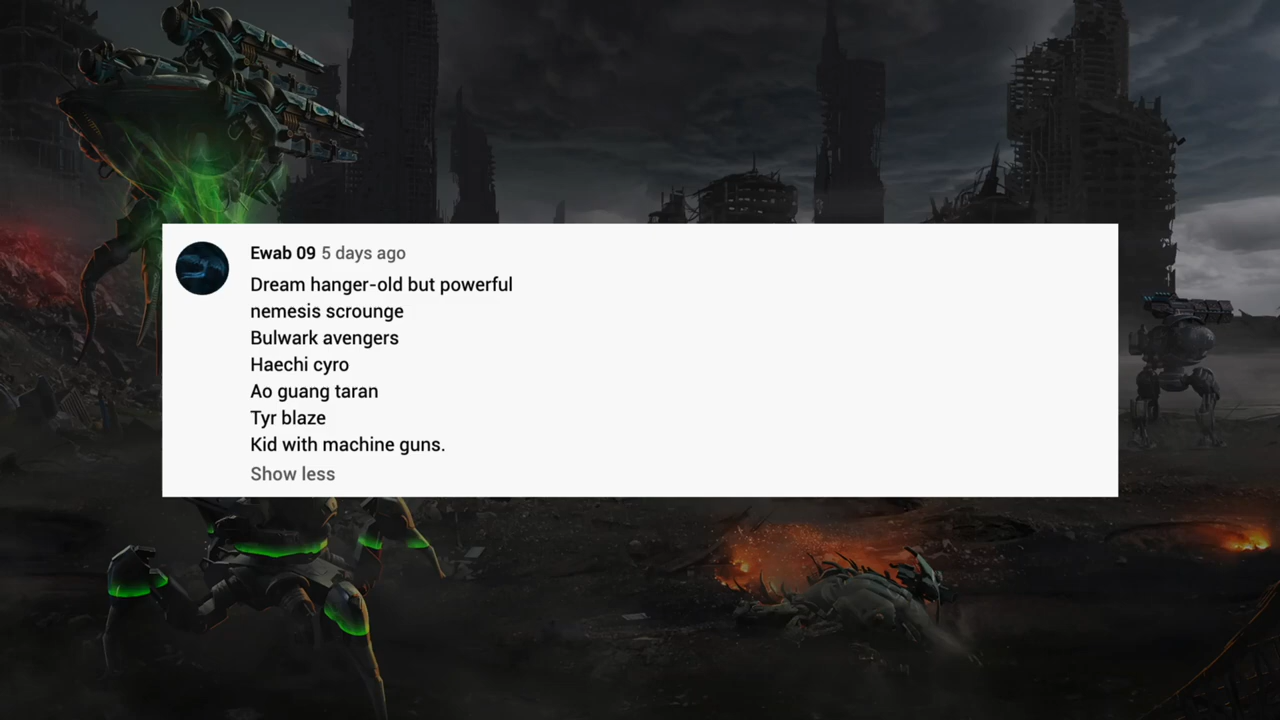 Ewab 09 5 days ago
Dream hanger-old but powerful
nemesis scrounge
Bulwark avengers
Haechi cyro
Ao guang taran
Tyr blaze
Kid with machine guns.
Show less